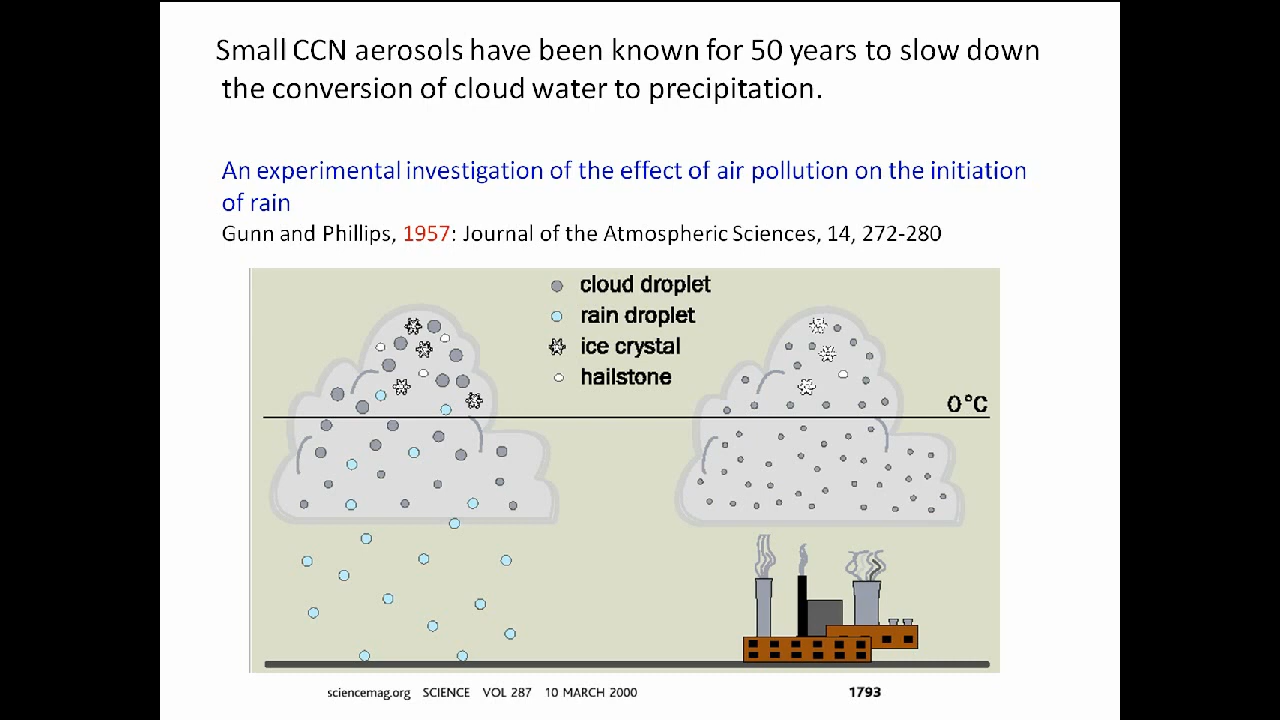 Small CCN aerosols have been known for 50 years to slow down
the conversion of cloud water to precipitation.
An experimental investigation of the effect of air pollution on the initiation
of rain
Gunn and Phillips, 1957: Journal of the Atmospheric Sciences, 14, 272-280
cloud droplet
rain droplet
ice crystal
hailstone
0°C
sciencemag.org SCIENCE VOL 287 10 MARCH 2000 1793